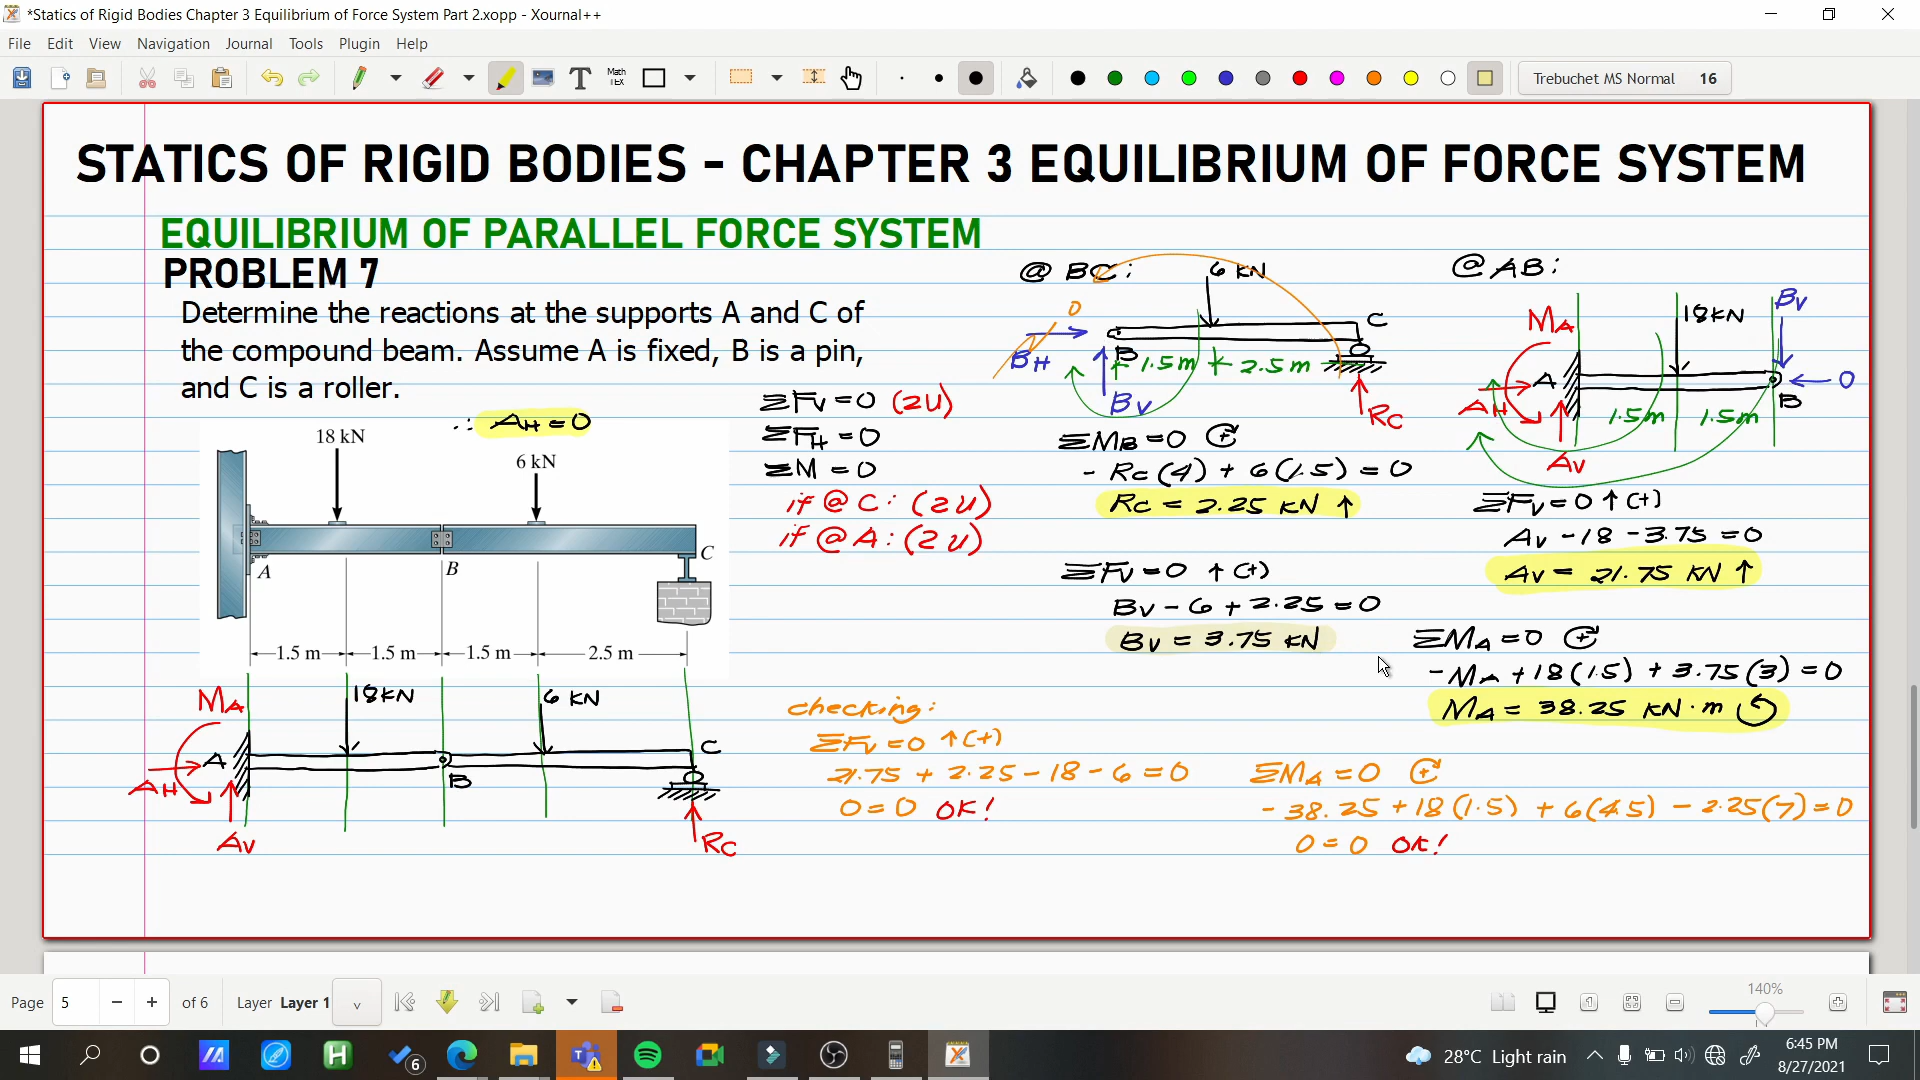 *Statics of Rigid Bodies Chapter 3 Equilibrium of Force System Part 2.xopp - Xournal++
File Edit View Navigation Journal Tools Plugin Help
Math TEX
Trebuchet MS Normal 16
STATICS OF RIGID BODIES - CHAPTER 3 EQUILIBRIUM OF FORCE SYSTEM
EQUILIBRIUM OF PARALLEL FORCE SYSTEM
PROBLEM 7
Determine the reactions at the supports A and C of
the compound beam. Assume A is fixed, B is a pin,
and C is a roller.
∴ AH = 0
18 kN
6 kN
A
B
C
1.5 m 1.5 m 1.5 m 2.5 m
MA
18KN
6 KN
A
B
C
AH
AV
RC
ΣFV = 0 (2U)
ΣFH = 0
ΣM = 0
if @ C: (2U)
if @ A: (2U)
@ BC:
6 KN
0
BH
B
C
1.5m 2.5m
BV
RC
ΣMB = 0
- RC(4) + 6(1.5) = 0
RC = 2.25 KN ↑
ΣFV = 0 ↑(+)
BV - 6 + 2.25 = 0
BV = 3.75 KN
@ AB:
MA
18KN
BV
A
0
B
AH
1.5m 1.5m
AV
ΣFV = 0 ↑(+)
AV - 18 - 3.75 = 0
AV = 21.75 KN ↑
ΣMA = 0
- MA + 18(1.5) + 3.75(3) = 0
MA = 38.25 KN·m
checking:
ΣFV = 0 ↑(+)
21.75 + 2.25 - 18 - 6 = 0
0 = 0 OK!
ΣMA = 0
- 38.25 + 18(1.5) + 6(4.5) - 2.25(7) = 0
0 = 0 OK!
Page 5 of 6 Layer Layer 1
140%
6
28°C Light rain
6:45 PM
8/27/2021